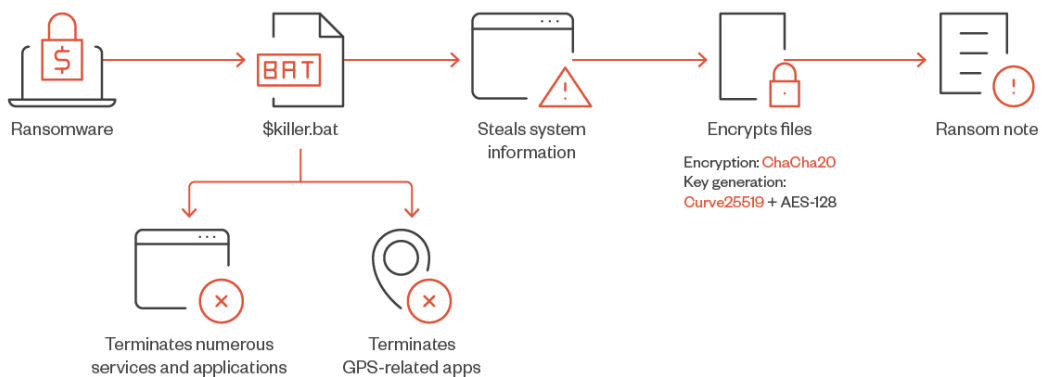 $
BAT
Ransomware
$killer.bat
Steals system
information
Encrypts files
Ransom note
Encryption: ChaCha20
Key generation:
Curve25519 + AES-128
Terminates numerous
services and applications
Terminates
GPS-related apps